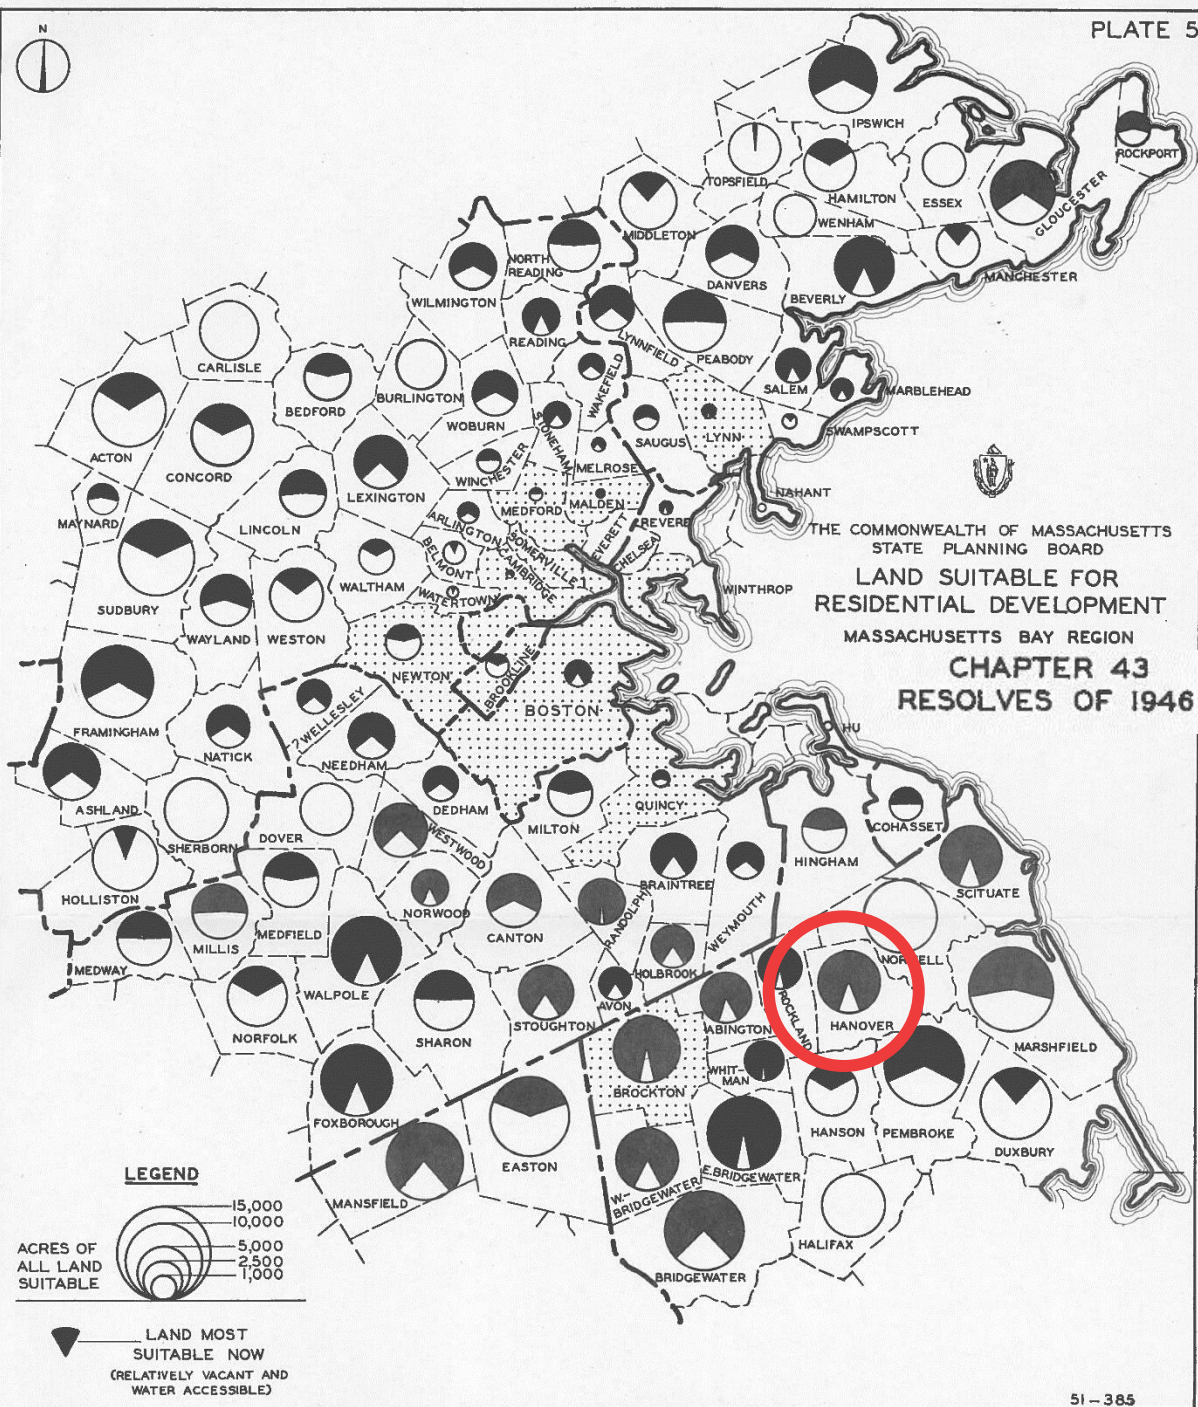 N
PLATE 5
IPSWICH
ROCKPORT
TOPSFIELD
HAMILTON
ESSEX
GLOUCESTER
WENHAM
MIDDLETON
MANCHESTER
NORTH
READING
DANVERS
BEVERLY
WILMINGTON
READING
LYNNFIELD
PEABODY
CARLISLE
BEDFORD
BURLINGTON
WOBURN
WAKEFIELD
SALEM
MARBLEHEAD
SWAMPSCOTT
ACTON
CONCORD
LEXINGTON
STONEHAM
SAUGUS
LYNN
WINCHESTER
MELROSE
MAYNARD
LINCOLN
MEDFORD
MALDEN
NAHANT
ARLINGTON
EVERETT
REVERE
THE COMMONWEALTH OF MASSACHUSETTS
STATE PLANNING BOARD
LAND SUITABLE FOR
RESIDENTIAL DEVELOPMENT
MASSACHUSETTS BAY REGION
CHAPTER 43
RESOLVES OF 1946
SUDBURY
WALTHAM
BELMONT
SOMERVILLE
CAMBRIDGE
CHELSEA
WINTHROP
WATERTOWN
WAYLAND
WESTON
NEWTON
BROOKLINE
BOSTON
FRAMINGHAM
NATICK
WELLESLEY
NEEDHAM
HU
ASHLAND
SHERBORN
DOVER
DEDHAM
WESTWOOD
MILTON
QUINCY
HINGHAM
COHASSET
HOLLISTON
MEDFIELD
NORWOOD
CANTON
RANDOLPH
BRAINTREE
WEYMOUTH
SCITUATE
MEDWAY
MILLIS
WALPOLE
HOLBROOK
NORWELL
NORFOLK
SHARON
STOUGHTON
AVON
ABINGTON
ROCKLAND
HANOVER
MARSHFIELD
FOXBOROUGH
EASTON
BROCKTON
WHIT-
MAN
HANSON
PEMBROKE
DUXBURY
MANSFIELD
W.-
BRIDGEWATER
E. BRIDGEWATER
BRIDGEWATER
HALIFAX
LEGEND
15,000
10,000
5,000
2,500
1,000
ACRES OF
ALL LAND
SUITABLE
LAND MOST
SUITABLE NOW
(RELATIVELY VACANT AND
WATER ACCESSIBLE)
51-385